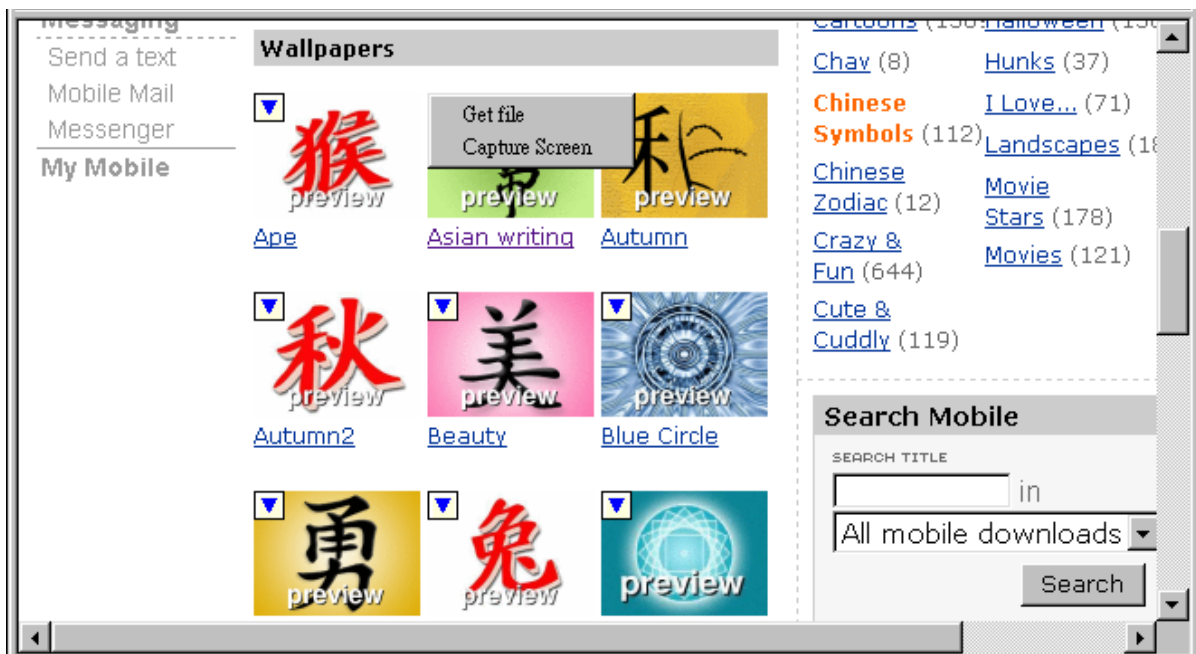 Messaging
Send a text
Mobile Mail
Messenger
My Mobile
Wallpapers
猴
preview
Ape
Get file
Capture Screen
preview
Asian writing
preview
Autumn
秋
preview
Autumn2
美
preview
Beauty
preview
Blue Circle
勇
preview
兔
preview
preview
Cartoons
Halloween
Chav (8)
Hunks (37)
Chinese
Symbols (112)
I Love... (71)
Landscapes
Chinese
Zodiac (12)
Movie
Stars (178)
Crazy &
Fun (644)
Movies (121)
Cute &
Cuddly (119)
Search Mobile
SEARCH TITLE
in
All mobile downloads
Search